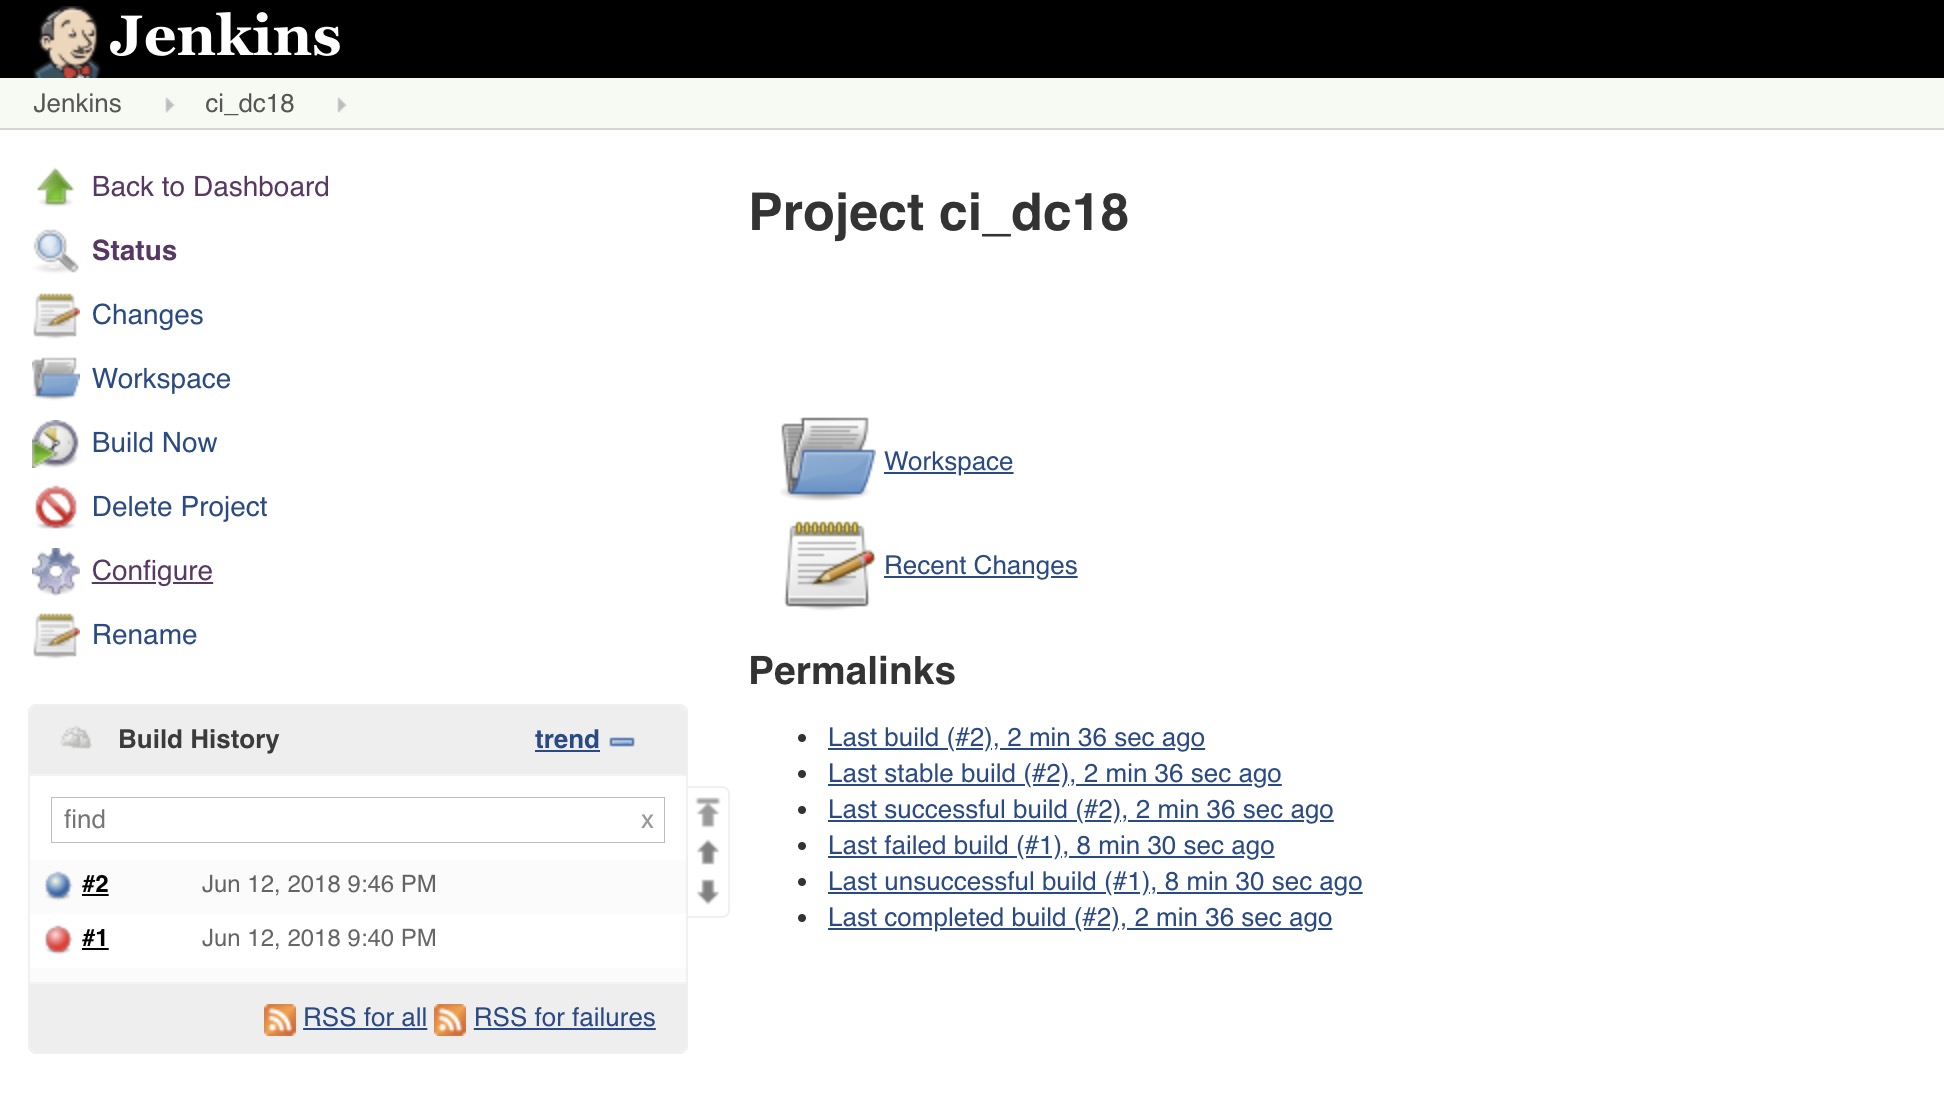 Jenkins
Jenkins ci_dc18
Back to Dashboard
Status
Changes
Workspace
Build Now
Delete Project
Configure
Rename
Build History trend
find x
#2 Jun 12, 2018 9:46 PM
#1 Jun 12, 2018 9:40 PM
RSS for all RSS for failures
Project ci_dc18
Workspace
Recent Changes
Permalinks
Last build (#2), 2 min 36 sec ago
Last stable build (#2), 2 min 36 sec ago
Last successful build (#2), 2 min 36 sec ago
Last failed build (#1), 8 min 30 sec ago
Last unsuccessful build (#1), 8 min 30 sec ago
Last completed build (#2), 2 min 36 sec ago